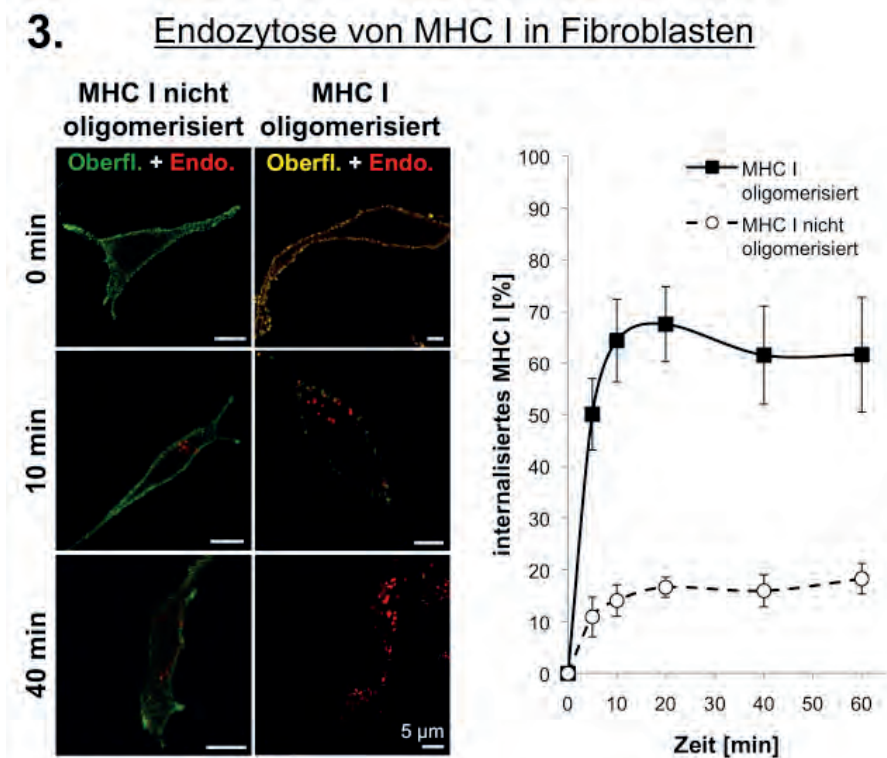 3. Endozytose von MHC I in Fibroblasten
MHC I nicht oligomerisiert
MHC I oligomerisiert
Oberfl. + Endo.
Oberfl. + Endo.
0 min
10 min
40 min
5 µm
internalisiertes MHC I [%]
100
90
80
70
60
50
40
30
20
10
0
MHC I
oligomerisiert
MHC I nicht
oligomerisiert
0 10 20 30 40 50 60
Zeit [min]